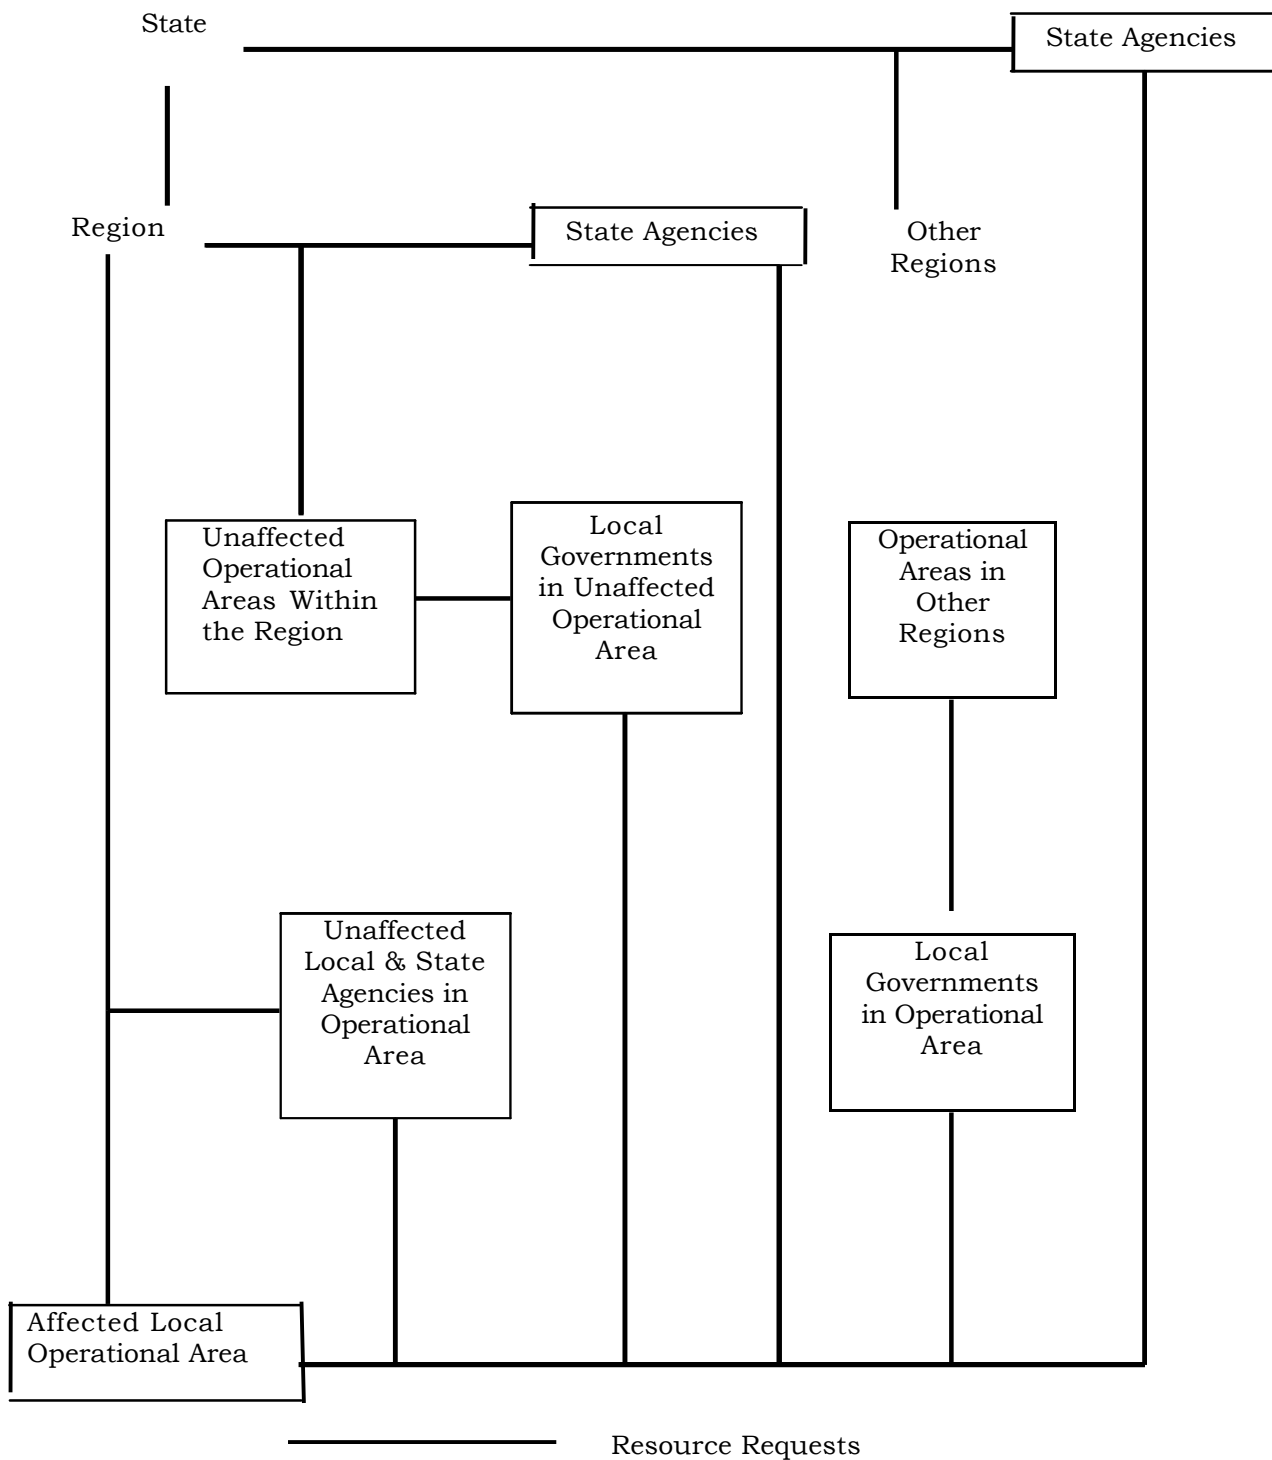 State
State Agencies
Region
State Agencies
Other
Regions
Unaffected
Operational
Areas Within
the Region
Local
Governments
in Unaffected
Operational
Area
Operational
Areas in
Other
Regions
Unaffected
Local & State
Agencies in
Operational
Area
Local
Governments
in Operational
Area
Affected Local
Operational Area
Resource Requests